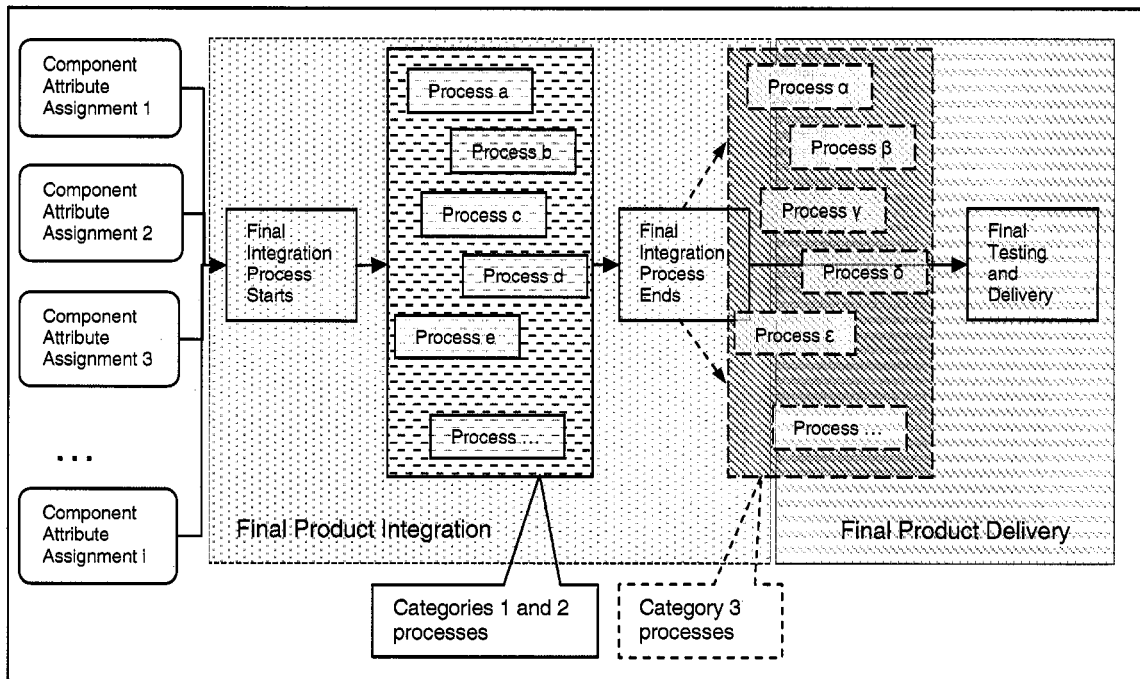 Component
Attribute
Assignment 1
Component
Attribute
Assignment 2
Component
Attribute
Assignment 3
...
Component
Attribute
Assignment i
Final
Integration
Process
Starts
Process a
Process b
Process c
Process d
Process e
Process ...
Final
Integration
Process
Ends
Process α
Process β
Process γ
Process δ
Process ε
Process ...
Final
Testing
and
Delivery
Final Product Integration
Final Product Delivery
Categories 1 and 2
processes
Category 3
processes